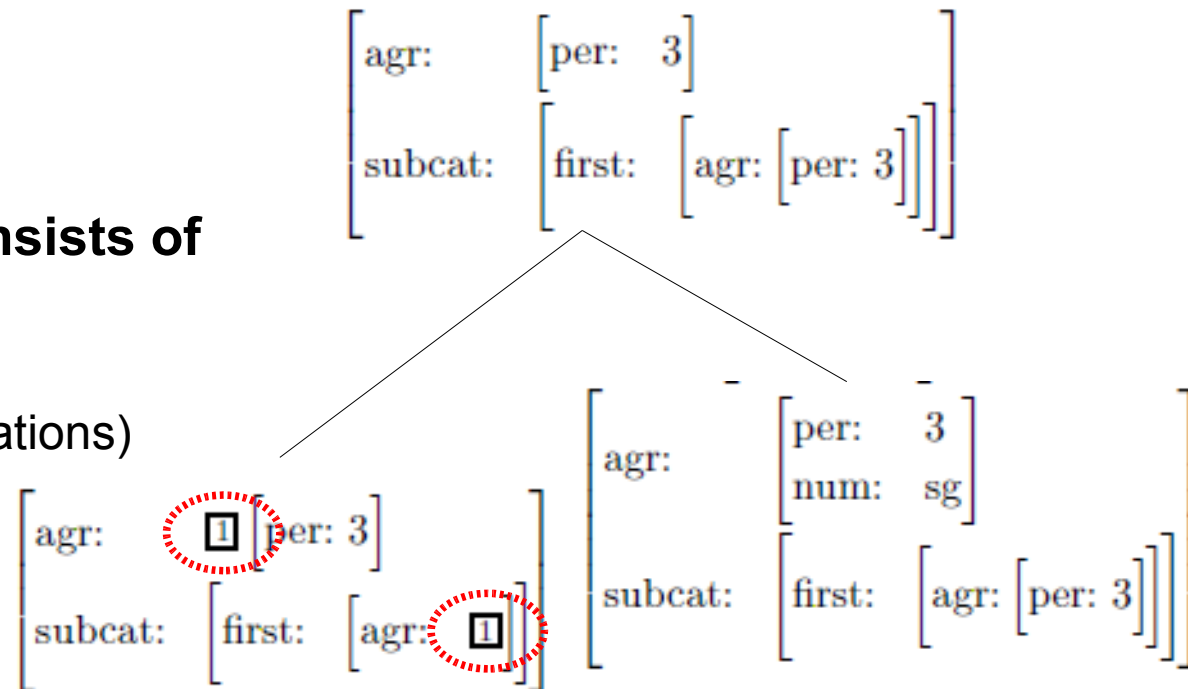 agr: [per: 3]
subcat: [first: [agr: [per: 3]]]
nsists of
ations)
agr: 1 [per: 3]
subcat: [first: [agr: 1]]
agr: [per: 3
num: sg]
subcat: [first: [agr: [per: 3]]]